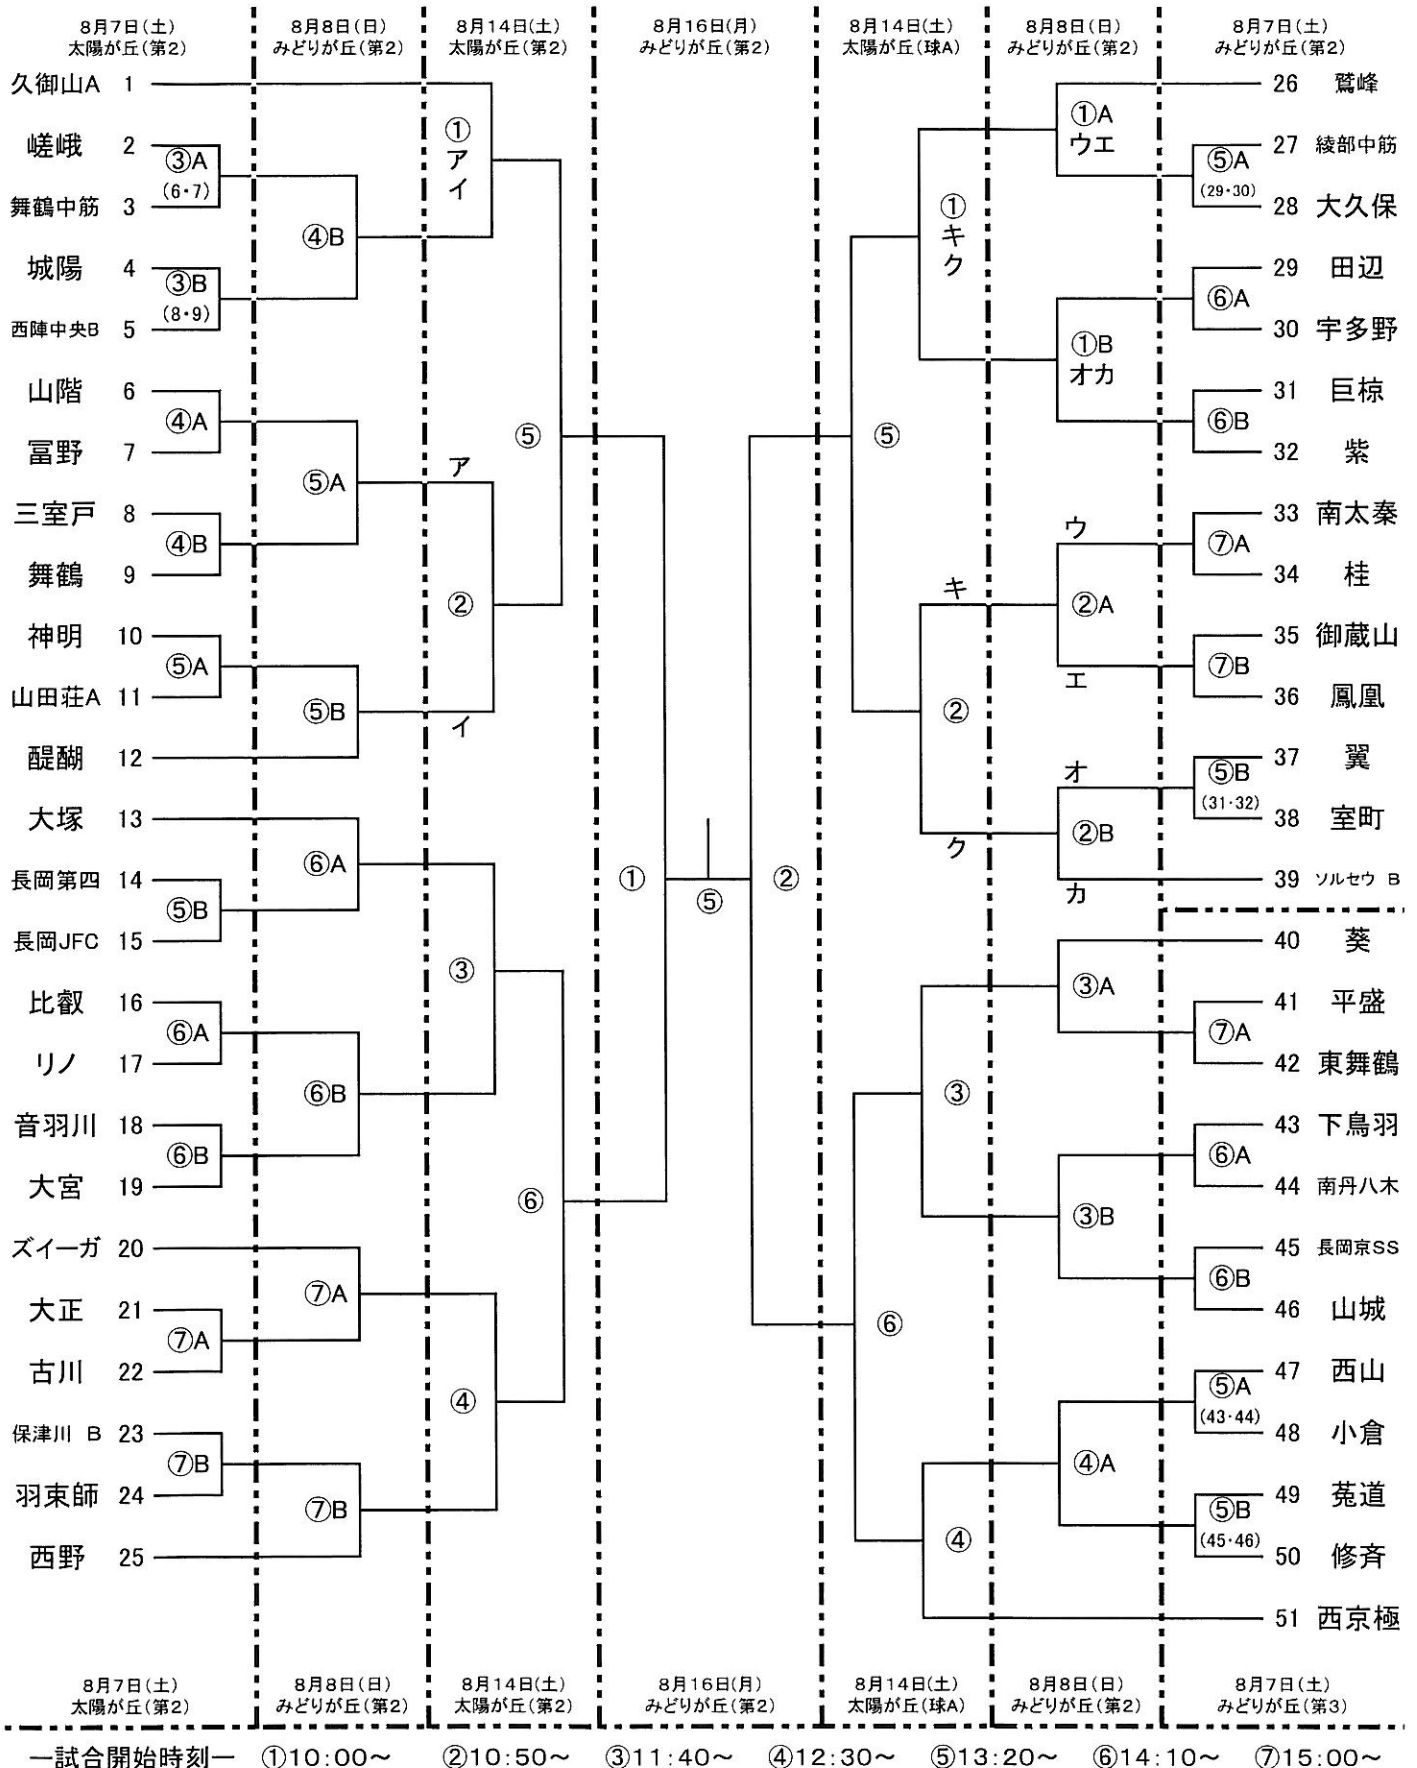 8月7日(土)
太陽が丘(第2)
8月8日(日)
みどりが丘(第2)
8月14日(土)
太陽が丘(第2)
8月16日(月)
みどりが丘(第2)
8月14日(土)
太陽が丘(球A)
8月8日(日)
みどりが丘(第2)
8月7日(土)
みどりが丘(第2)
久御山A 1
嵯峨 2
舞鶴中筋 3
城陽 4
西陣中央B 5
山階 6
冨野 7
三室戸 8
舞鶴 9
神明 10
山田荘A 11
醍醐 12
大塚 13
長岡第四 14
長岡JFC 15
比叡 16
リノ 17
音羽川 18
大宮 19
ズイーガ 20
大正 21
古川 22
保津川 B 23
羽束師 24
西野 25
③A
(6・7)
③B
(8・9)
④A
④B
⑤A
⑤B
⑥A
⑥B
⑦A
⑦B
④B
⑤A
⑤B
⑥A
⑥B
⑦A
⑦B
①
ア
イ
ア
②
イ
③
④
⑤
⑥
①
⑤
②
⑤
⑥
①
キ
ク
キ
②
ク
③
④
①A
ウエ
①B
オカ
ウ
②A
エ
オ
②B
カ
③A
③B
④A
⑤A
(29・30)
⑥A
⑥B
⑦A
⑦B
⑤B
(31・32)
⑦A
⑥A
⑥B
⑤A
(43・44)
⑤B
(45・46)
26 鷲峰
27 綾部中筋
28 大久保
29 田辺
30 宇多野
31 巨椋
32 紫
33 南太秦
34 桂
35 御蔵山
36 鳳凰
37 翼
38 室町
39 ソルセウ B
40 葵
41 平盛
42 東舞鶴
43 下鳥羽
44 南丹八木
45 長岡京SS
46 山城
47 西山
48 小倉
49 菟道
50 修斉
51 西京極
8月7日(土)
太陽が丘(第2)
8月8日(日)
みどりが丘(第2)
8月14日(土)
太陽が丘(第2)
8月16日(月)
みどりが丘(第2)
8月14日(土)
太陽が丘(球A)
8月8日(日)
みどりが丘(第2)
8月7日(土)
みどりが丘(第3)
―試合開始時刻― ①10:00～ ②10:50～ ③11:40～ ④12:30～ ⑤13:20～ ⑥14:10～ ⑦15:00～